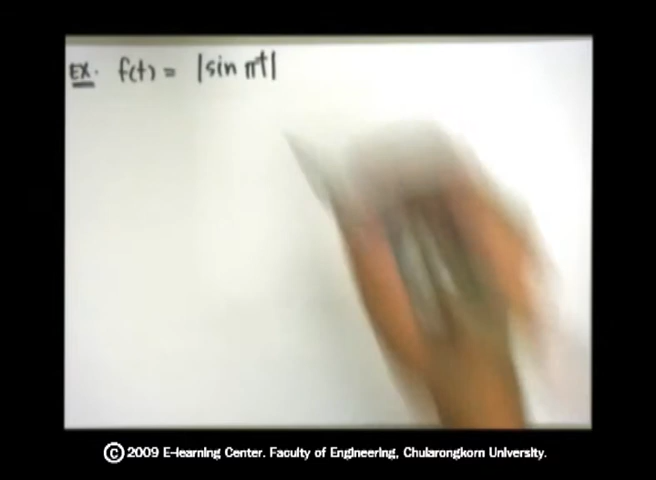 EX. f(t) = |sin πt|
© 2009 E-learning Center. Faculty of Engineering, Chularongkorn University.